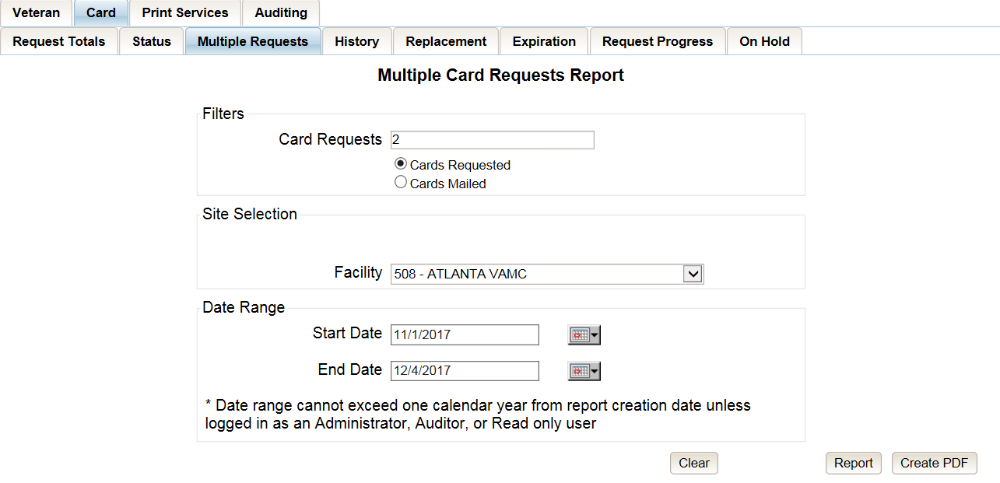 Veteran Card Print Services Auditing
Request Totals Status Multiple Requests History Replacement Expiration Request Progress On Hold
Multiple Card Requests Report
Filters
Card Requests 2
Cards Requested
Cards Mailed
Site Selection
Facility 508 - ATLANTA VAMC
Date Range
Start Date 11/1/2017
End Date 12/4/2017
* Date range cannot exceed one calendar year from report creation date unless
logged in as an Administrator, Auditor, or Read only user
Clear Report Create PDF